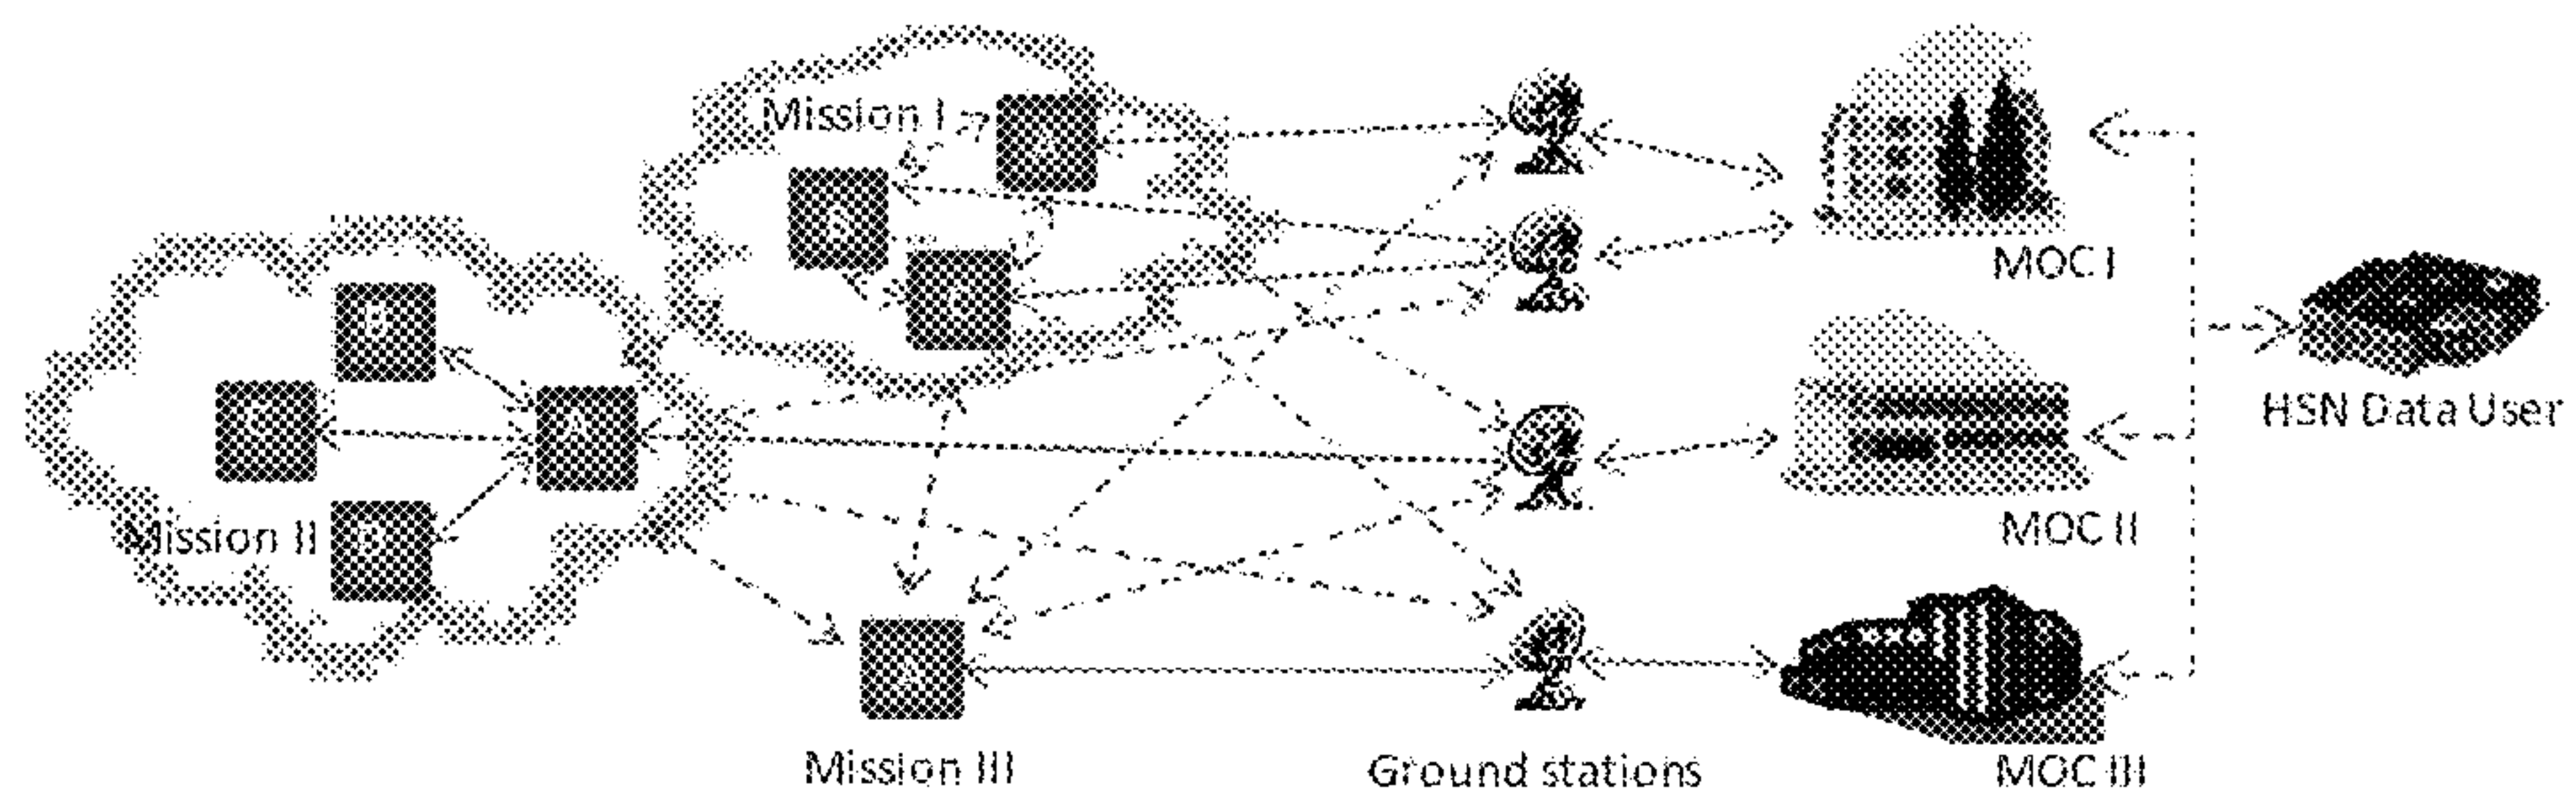 Mission I
A
B
C
MOC I
B
C
A
HSN Data User
Mission II
D
MOC II
A
Mission III
Ground stations
MOC III